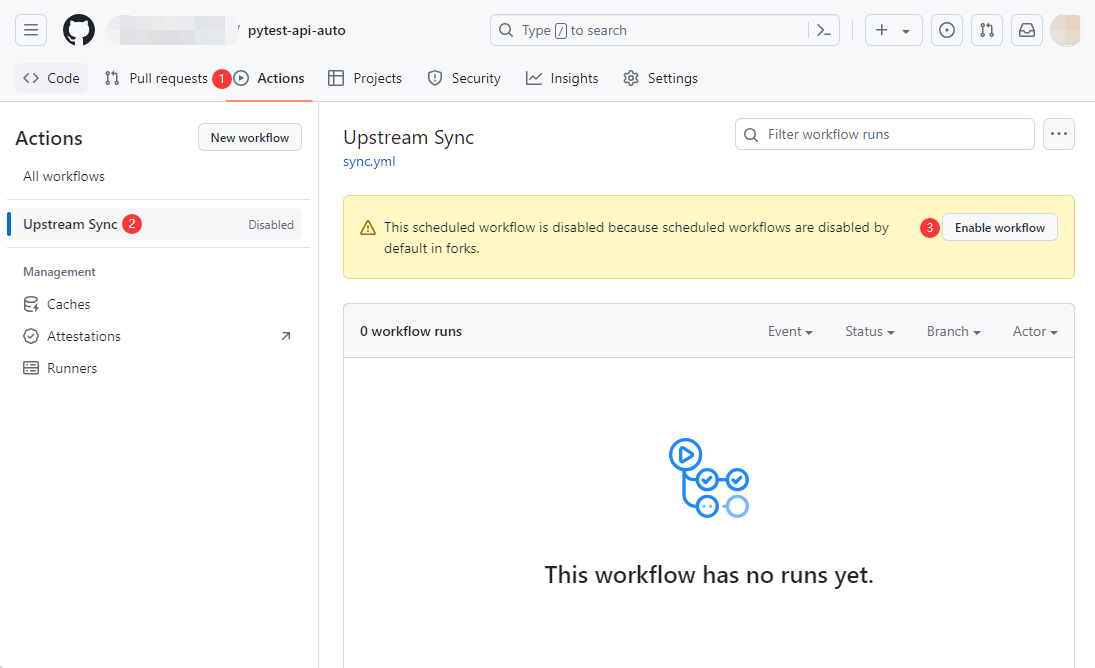 / pytest-api-auto
Type / to search
Code
Pull requests
1
Actions
Projects
Security
Insights
Settings
Actions
New workflow
All workflows
Upstream Sync 2 Disabled
Management
Caches
Attestations
Runners
Upstream Sync
sync.yml
Filter workflow runs
This scheduled workflow is disabled because scheduled workflows are disabled by
default in forks.
3 Enable workflow
0 workflow runs
Event
Status
Branch
Actor
This workflow has no runs yet.